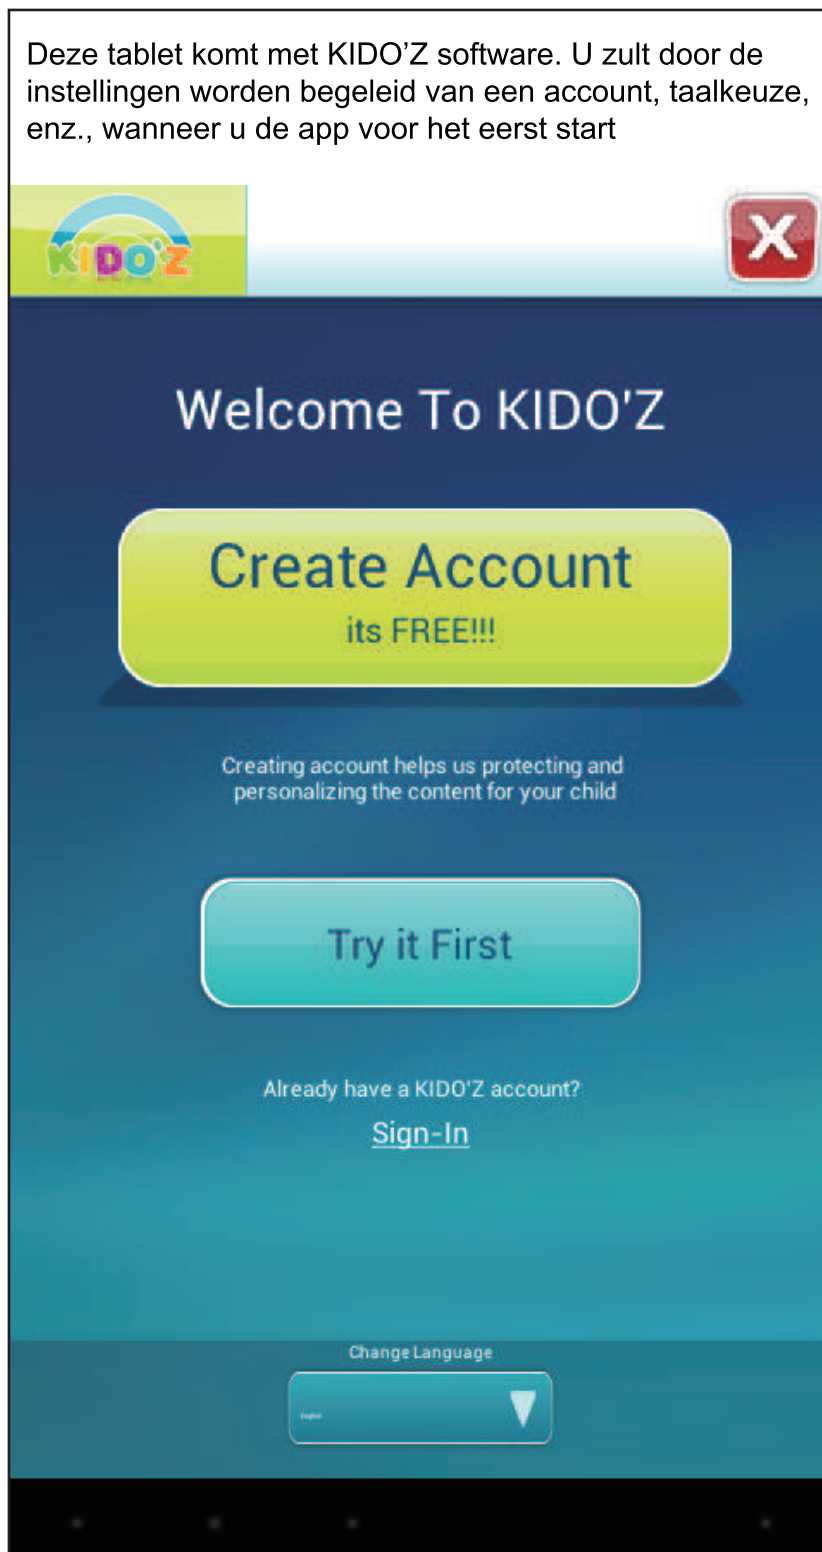 Deze tablet komt met KIDO’Z software. U zult door de
instellingen worden begeleid van een account, taalkeuze,
enz., wanneer u de app voor het eerst start
KIDO'Z
X
Welcome To KIDO'Z
Create Account
its FREE!!!
Creating account helps us protecting and
personalizing the content for your child
Try it First
Already have a KIDO'Z account?
Sign-In
Change Language
English